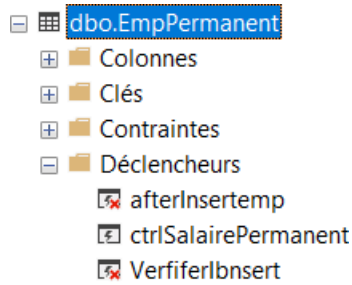 dbo.EmpPermanent
Colonnes
Clés
Contraintes
Déclencheurs
afterInsertemp
ctrlSalairePermanent
VerfiferIbnsert